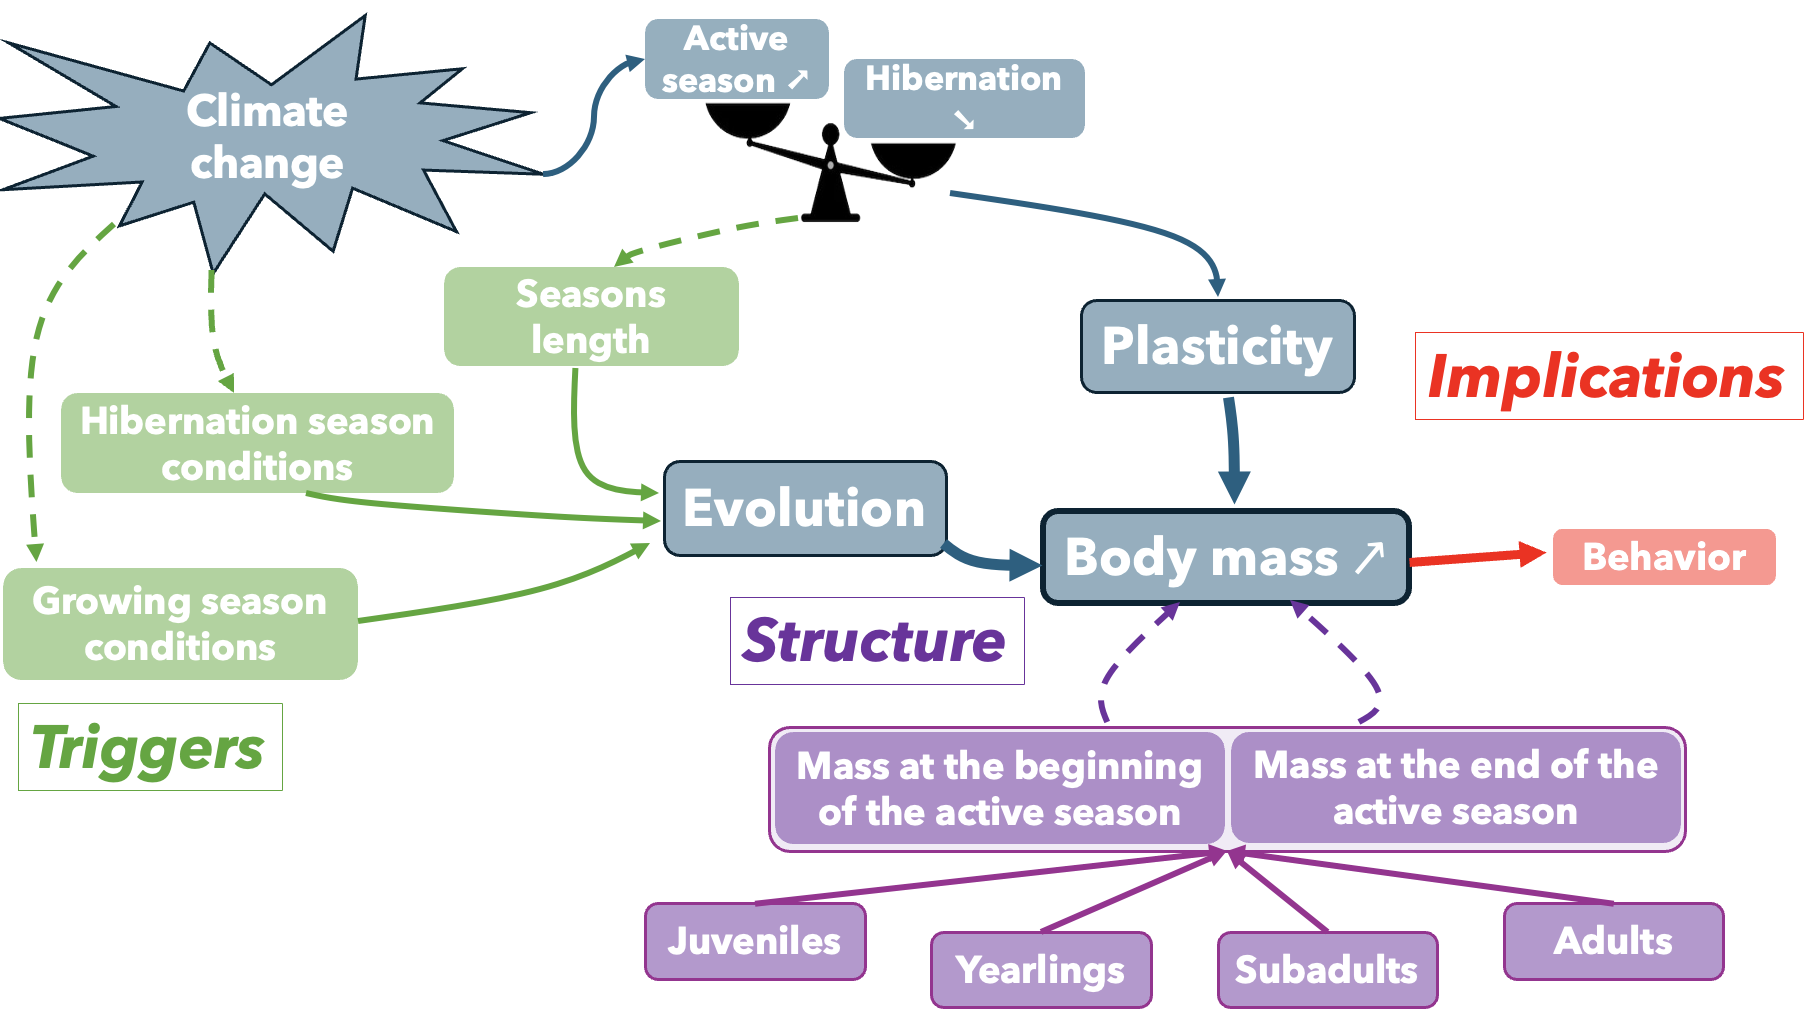 Climate
change
Active
season ➚
Hibernation
➘
Seasons
length
Plasticity
Implications
Hibernation season
conditions
Evolution
Body mass ↗
Behavior
Growing season
conditions
Structure
Triggers
Mass at the beginning
of the active season
Mass at the end of the
active season
Juveniles
Yearlings
Subadults
Adults